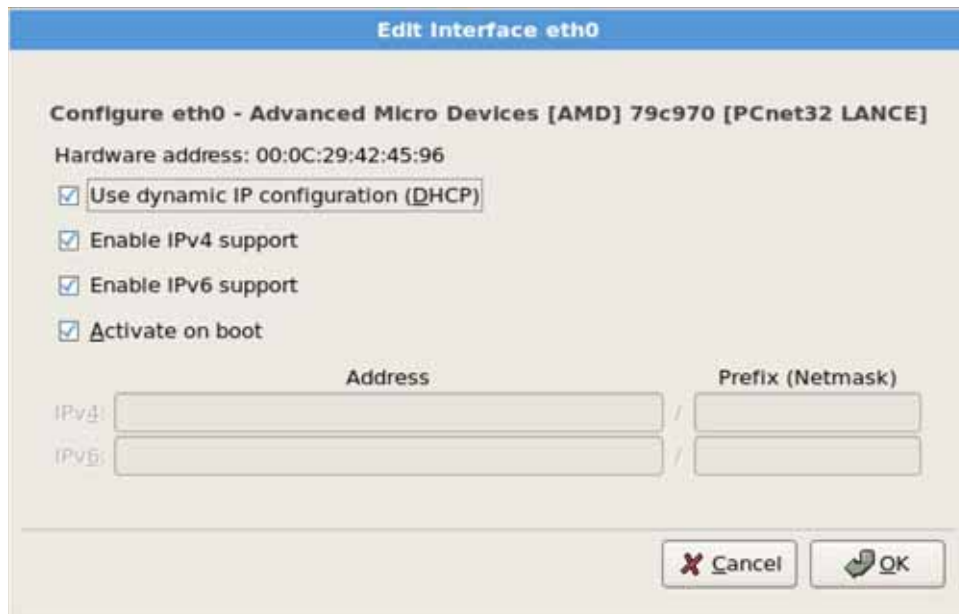 Edit Interface eth0
Configure eth0 - Advanced Micro Devices [AMD] 79c970 [PCnet32 LANCE]
Hardware address: 00:0C:29:42:45:96
Use dynamic IP configuration (DHCP)
Enable IPv4 support
Enable IPv6 support
Activate on boot
Address Prefix (Netmask)
IPv4: /
IPv6: /
Cancel OK